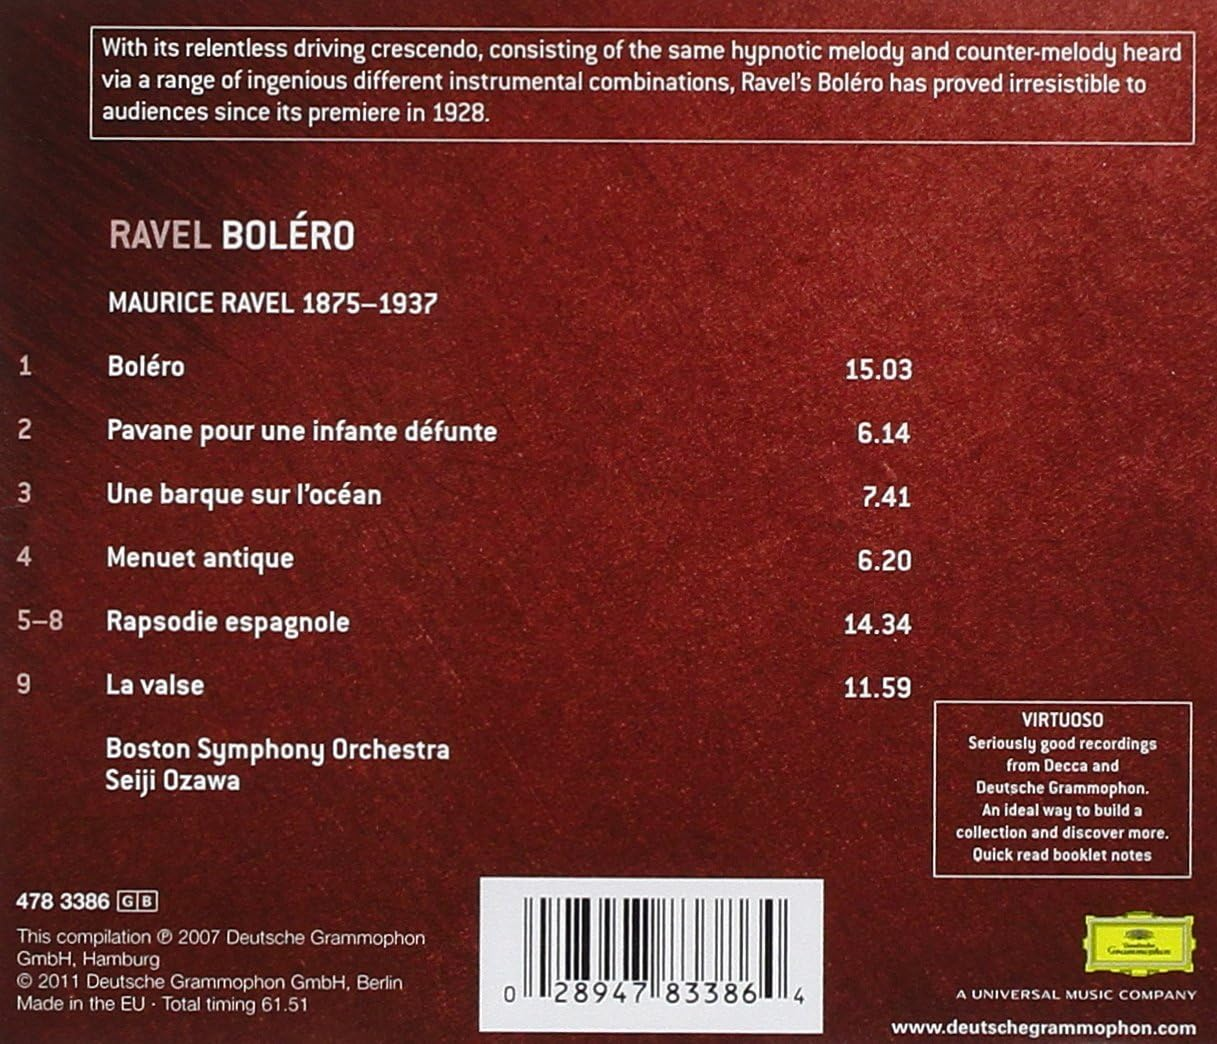 With its relentless driving crescendo, consisting of the same hypnotic melody and counter-melody heard
via a range of ingenious different instrumental combinations, Ravel's Boléro has proved irresistible to
audiences since its premiere in 1928.
RAVEL BOLÉRO
MAURICE RAVEL 1875–1937
1 Boléro 15.03
2 Pavane pour une infante défunte 6.14
3 Une barque sur l'océan 7.41
4 Menuet antique 6.20
5–8 Rapsodie espagnole 14.34
9 La valse 11.59
Boston Symphony Orchestra
Seiji Ozawa
VIRTUOSO
Seriously good recordings
from Decca and
Deutsche Grammophon.
An ideal way to build a
collection and discover more.
Quick read booklet notes
478 3386 G B
This compilation ℗ 2007 Deutsche Grammophon
GmbH, Hamburg
© 2011 Deutsche Grammophon GmbH, Berlin
Made in the EU · Total timing 61.51
0 28947 83386 4
Deutsche
Grammophon
A UNIVERSAL MUSIC COMPANY
www.deutschegrammophon.com